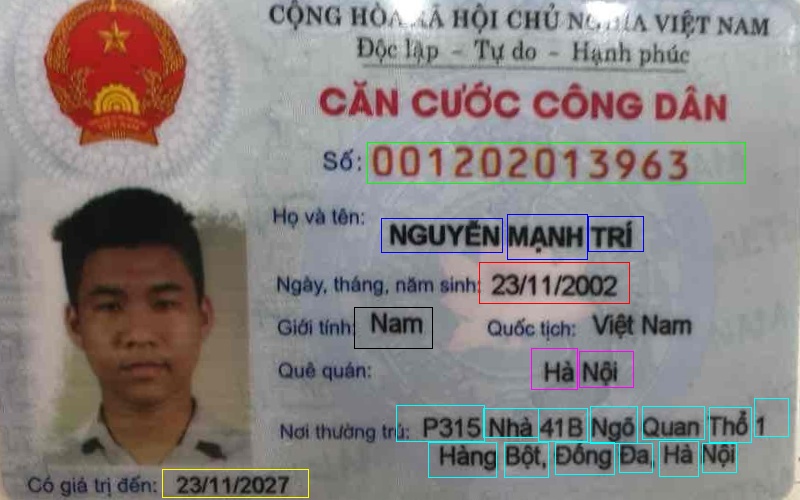 CỘNG HÒA XÃ HỘI CHỦ NGHĨA VIỆT NAM
Độc lập - Tự do - Hạnh phúc
CĂN CƯỚC CÔNG DÂN
Số: 001202013963
Họ và tên: NGUYỄN MẠNH TRÍ
Ngày, tháng, năm sinh: 23/11/2002
Giới tính: Nam Quốc tịch: Việt Nam
Quê quán: Hà Nội
Nơi thường trú: P315 Nhà 41B Ngõ Quan Thổ 1
Hàng Bột, Đống Đa, Hà Nội
Có giá trị đến: 23/11/2027